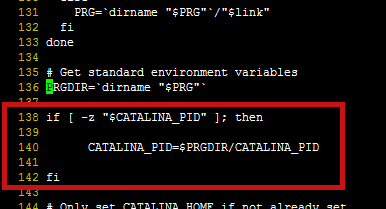 131 PRG=`dirname "$PRG"`/"$link"
132 fi
133 done
134
135 # Get standard environment variables
136 PRGDIR=`dirname "$PRG"`
137
138 if [ -z "$CATALINA_PID" ]; then
139
140 CATALINA_PID=$PRGDIR/CATALINA_PID
141
142 fi
143
144 # Only set CATALINA_HOME if not already set